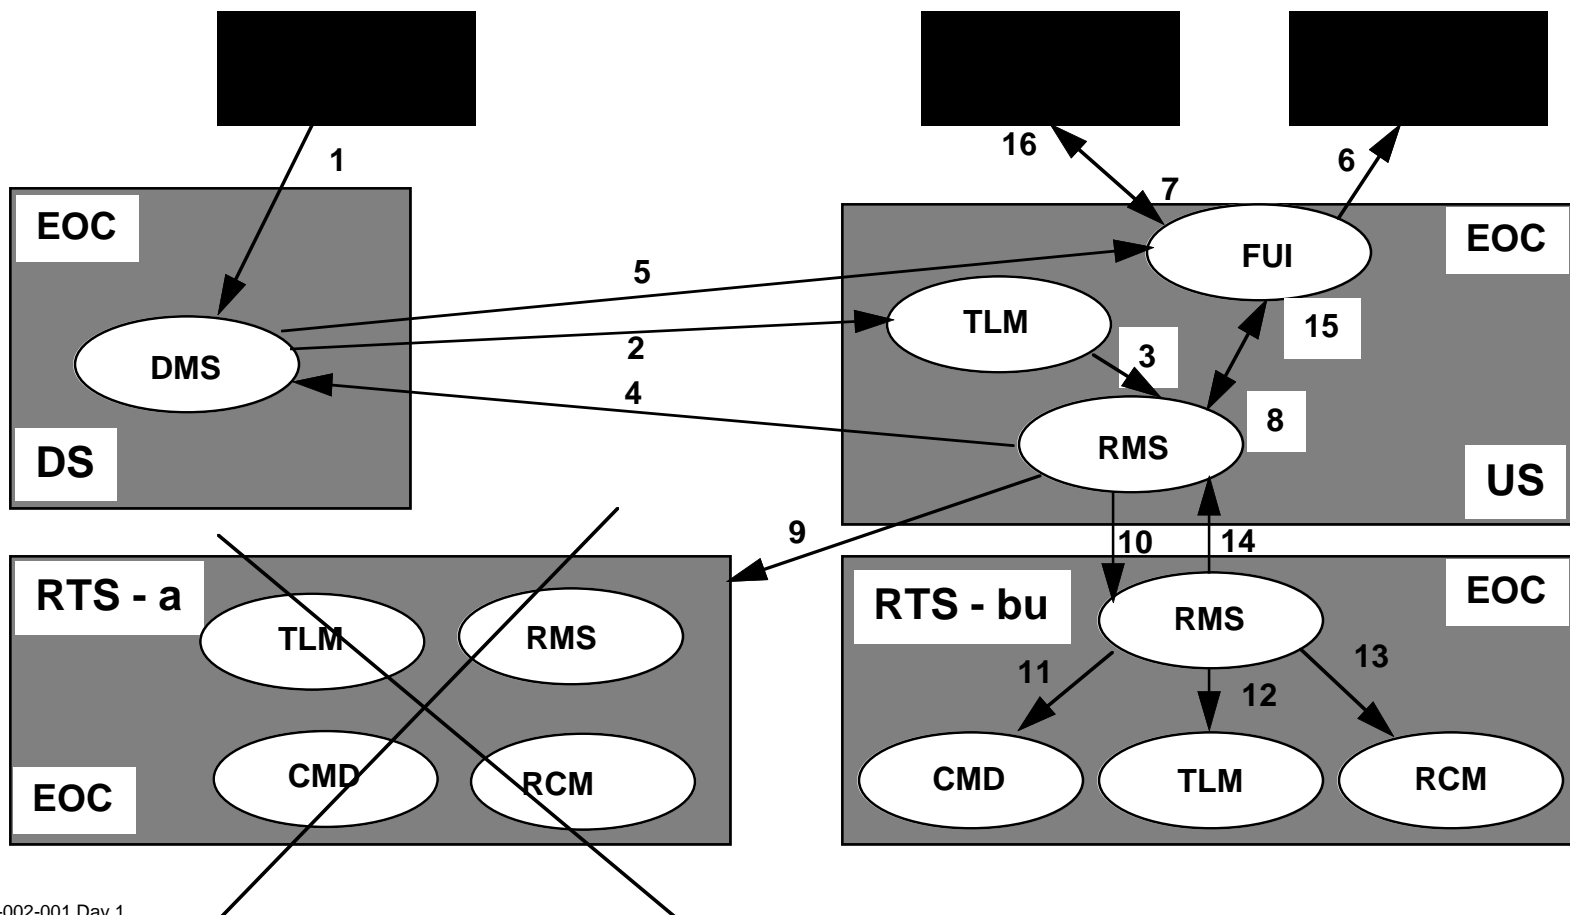 1
16
7
6
EOC
DMS
DS
5
2
4
FUI
EOC
TLM
3
15
8
RMS
US
9
10
14
RTS - a
TLM
RMS
CMD
RCM
EOC
RTS - bu
EOC
RMS
11
12
13
CMD
TLM
RCM
-002-001 Day 1